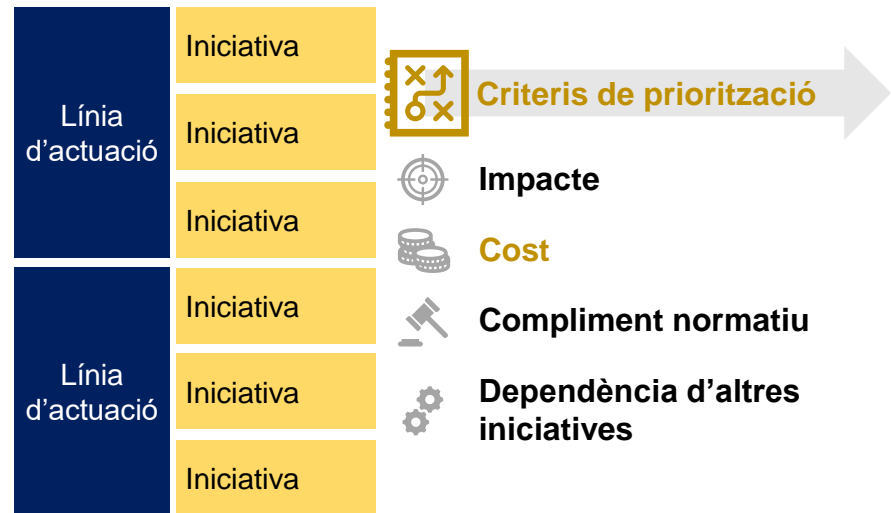 Línia
d’actuació
Iniciativa
Iniciativa
Iniciativa
Línia
d’actuació
Iniciativa
Iniciativa
Iniciativa
Criteris de priorització
Impacte
Cost
Compliment normatiu
Dependència d’altres
iniciatives